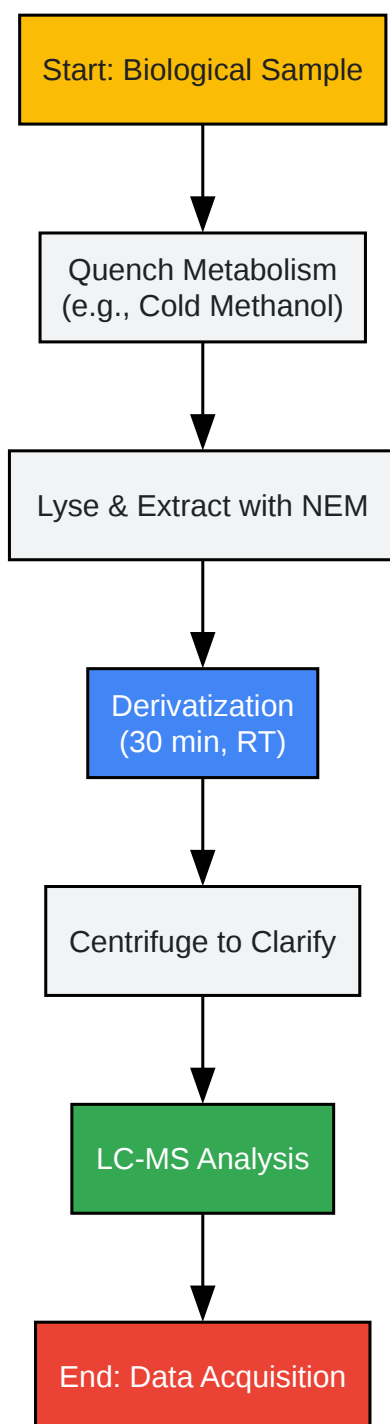 Start: Biological Sample
Quench Metabolism
(e.g., Cold Methanol)
Lyse & Extract with NEM
Derivatization
(30 min, RT)
Centrifuge to Clarify
LC-MS Analysis
End: Data Acquisition